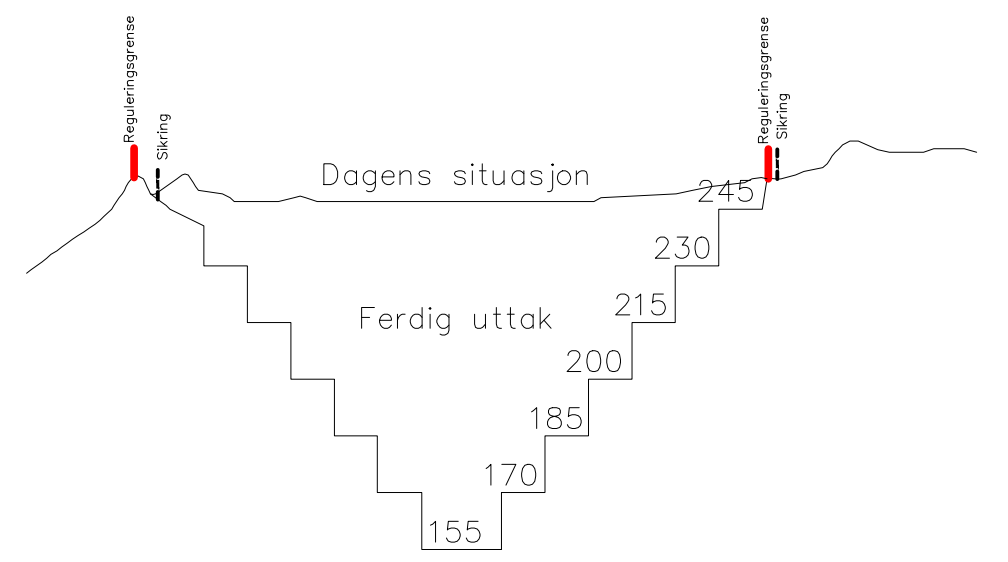 Reguleringsgrense
Sikring
Reguleringsgrense
Sikring
Dagens situasjon
245
230
215
Ferdig uttak
200
185
170
155